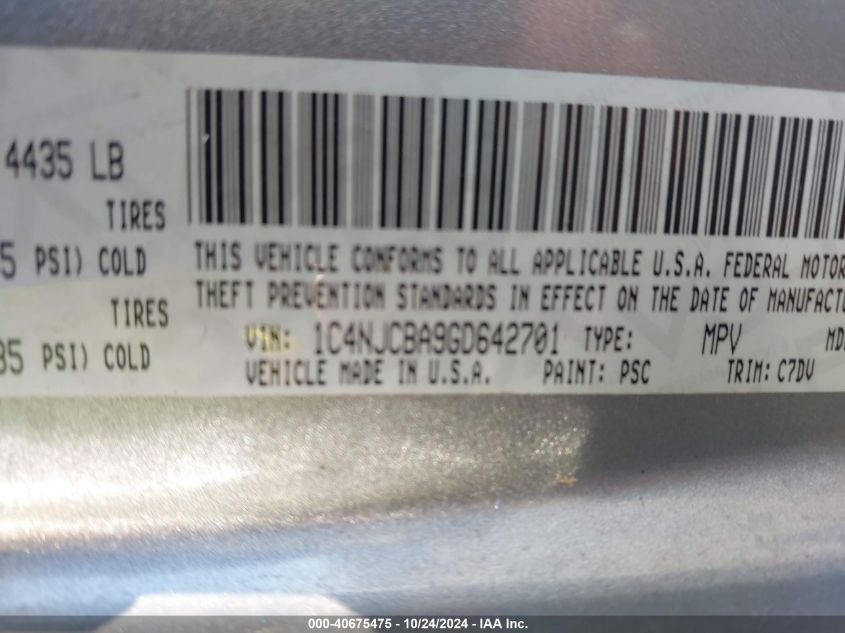 4435 LB
TIRES
5 PSI) COLD
TIRES
35 PSI) COLD
THIS VEHICLE CONFORMS TO ALL APPLICABLE U.S.A. FEDERAL MOTOR
THEFT PREVENTION STANDARDS IN EFFECT ON THE DATE OF MANUFACTU
VIN: 1C4NJCBA9GD642701 TYPE: MPV MD
VEHICLE MADE IN U.S.A. PAINT: PSC TRIM: C7DV
000-40675475 - 10/24/2024 - IAA Inc.